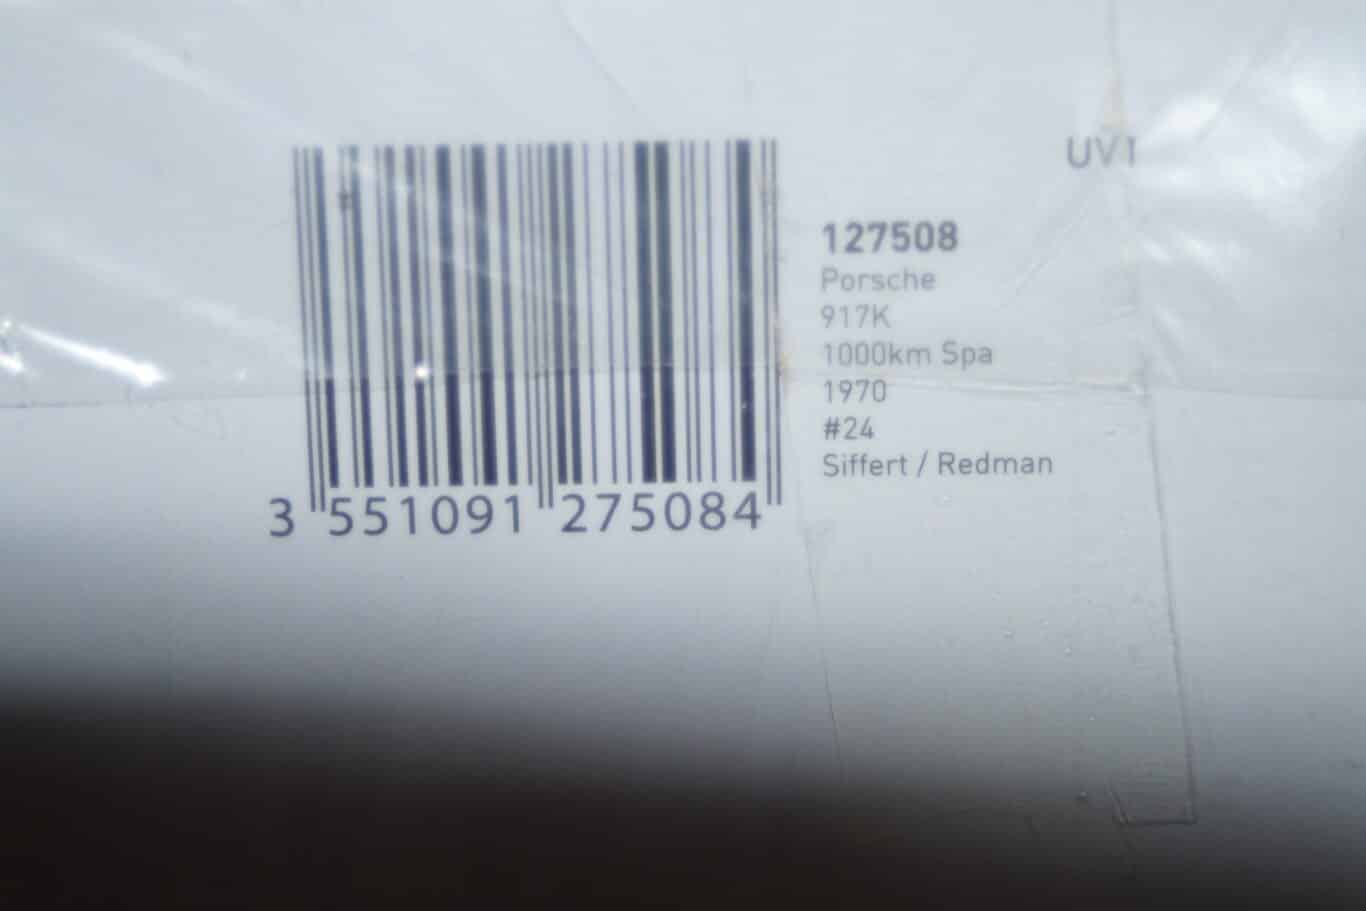 UV1
127508
Porsche
917K
1000km Spa
1970
#24
Siffert / Redman
3 551091 275084